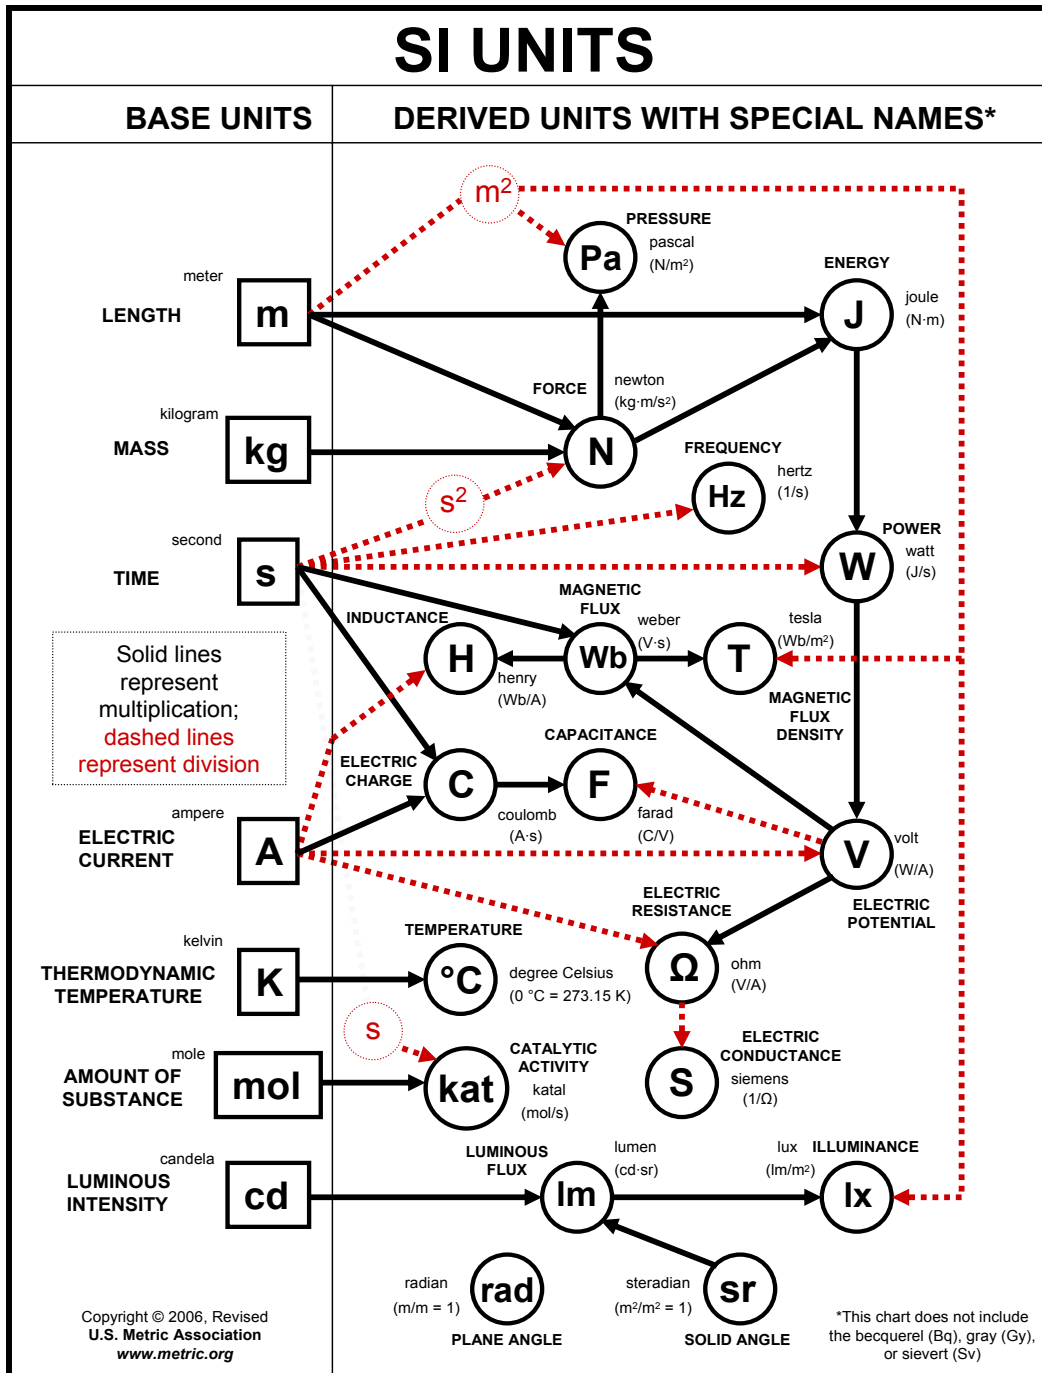 SI UNITS
BASE UNITS
DERIVED UNITS WITH SPECIAL NAMES*
m²
PRESSURE
pascal
(N/m²)
Pa
meter
LENGTH
m
ENERGY
joule
(N·m)
J
FORCE
newton
(kg·m/s²)
N
kilogram
MASS
kg
FREQUENCY
hertz
(1/s)
Hz
s²
second
TIME
s
POWER
watt
(J/s)
W
INDUCTANCE
H
henry
(Wb/A)
MAGNETIC
FLUX
weber
(V·s)
Wb
tesla
(Wb/m²)
T
MAGNETIC
FLUX
DENSITY
Solid lines
represent
multiplication;
dashed lines
represent division
ELECTRIC
CHARGE
C
coulomb
(A·s)
CAPACITANCE
F
farad
(C/V)
ampere
ELECTRIC
CURRENT
A
volt
(W/A)
V
ELECTRIC
POTENTIAL
ELECTRIC
RESISTANCE
Ω
ohm
(V/A)
kelvin
THERMODYNAMIC
TEMPERATURE
K
TEMPERATURE
°C
degree Celsius
(0 °C = 273.15 K)
s
mole
AMOUNT OF
SUBSTANCE
mol
CATALYTIC
ACTIVITY
katal
(mol/s)
kat
ELECTRIC
CONDUCTANCE
siemens
(1/Ω)
S
candela
LUMINOUS
INTENSITY
cd
LUMINOUS
FLUX
lumen
(cd·sr)
lm
lux
(lm/m²)
ILLUMINANCE
lx
radian
(m/m = 1)
rad
PLANE ANGLE
steradian
(m²/m² = 1)
sr
SOLID ANGLE
Copyright © 2006, Revised
U.S. Metric Association
www.metric.org
*This chart does not include
the becquerel (Bq), gray (Gy),
or sievert (Sv)